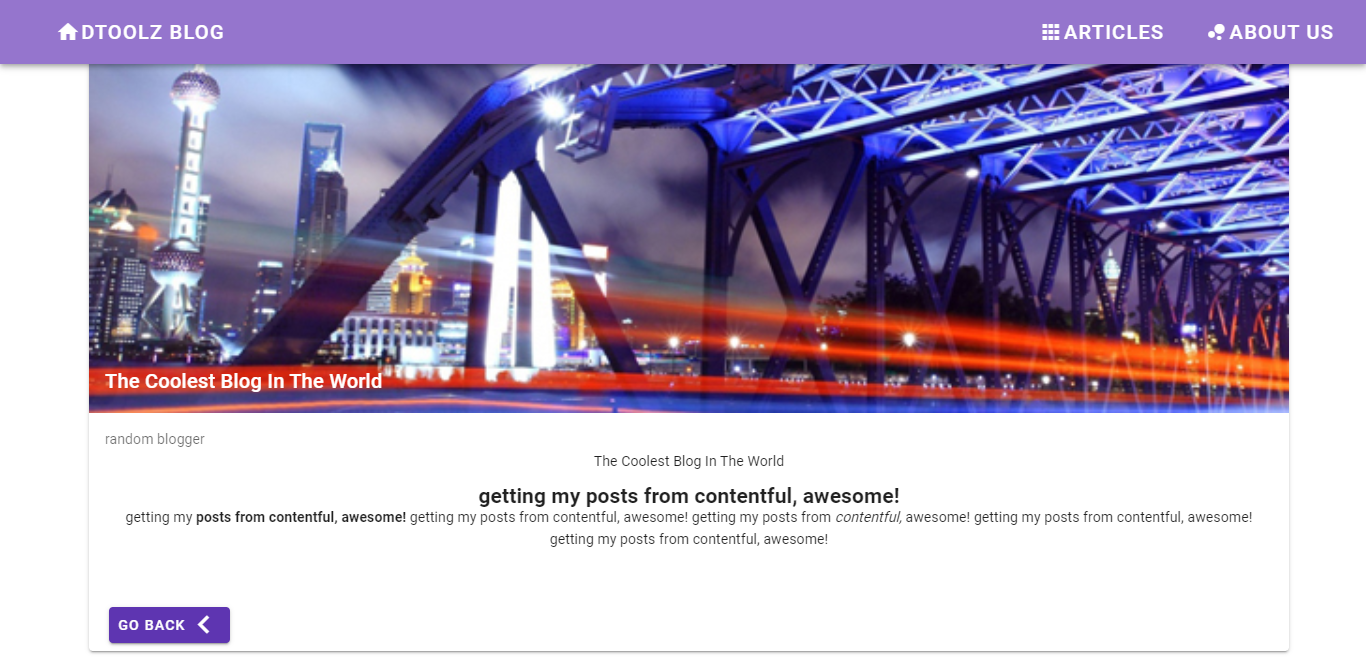 DTOOLZ BLOG ARTICLES ABOUT US
The Coolest Blog In The World
random blogger
The Coolest Blog In The World
getting my posts from contentful, awesome!
getting my posts from contentful, awesome! getting my posts from contentful, awesome! getting my posts from contentful, awesome! getting my posts from contentful, awesome!
getting my posts from contentful, awesome!
GO BACK